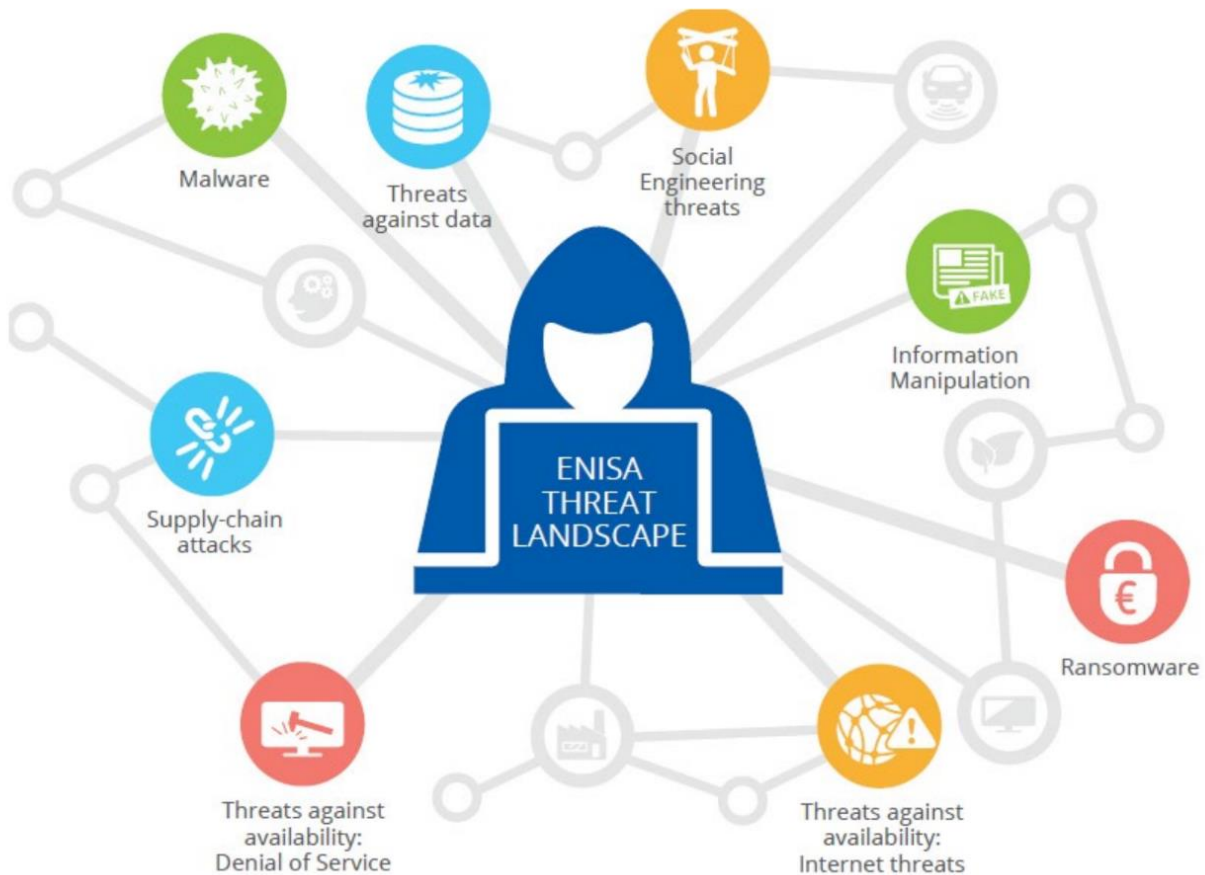 Malware
Threats
against data
Social
Engineering
threats
FAKE
Information
Manipulation
ENISA
THREAT
LANDSCAPE
Supply-chain
attacks
€
Ransomware
Threats against
availability:
Denial of Service
Threats against
availability:
Internet threats